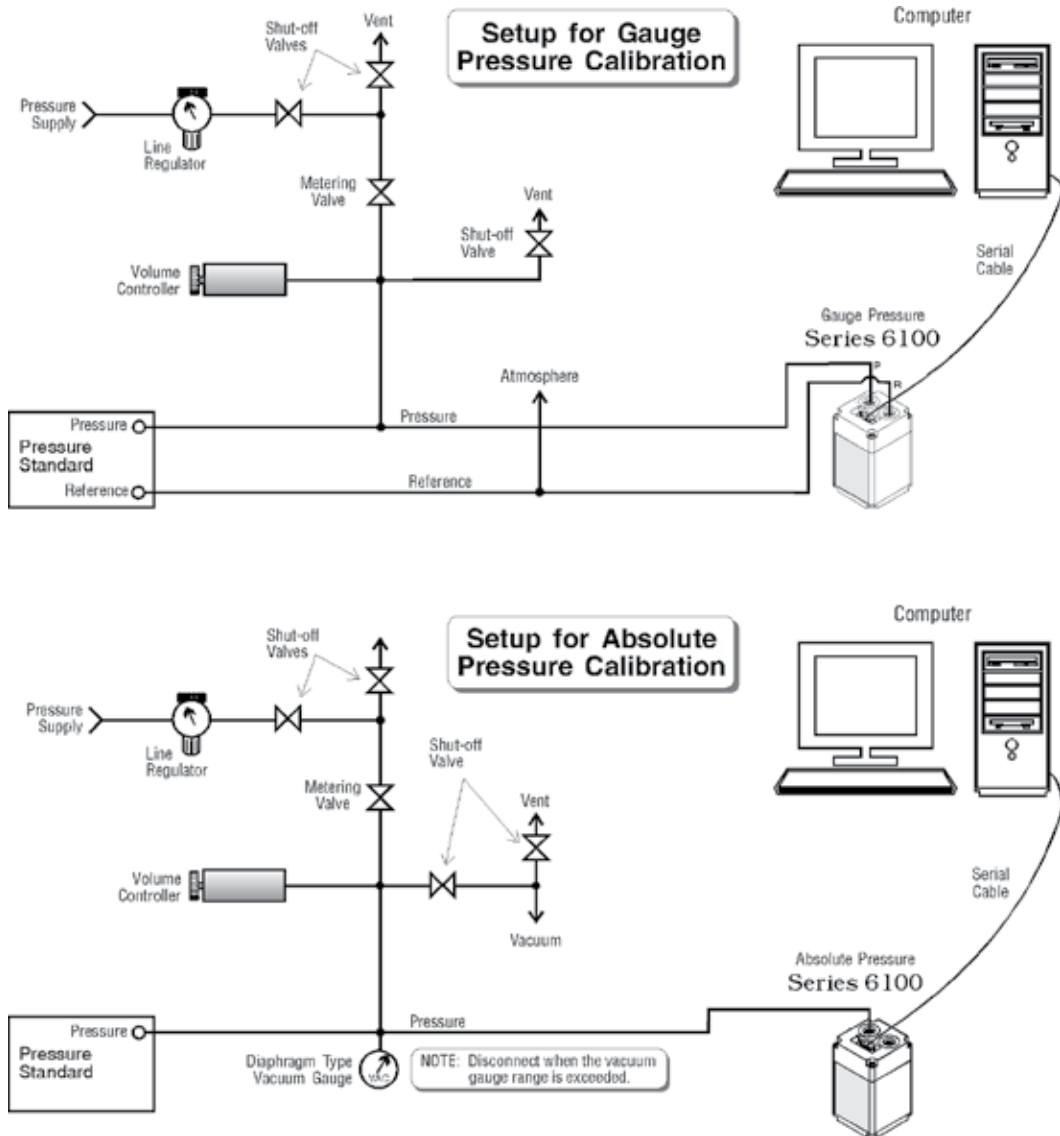 Setup for Gauge
Pressure Calibration
Computer
Shut-off
Valves
Vent
Pressure
Supply
Line
Regulator
Metering
Valve
Vent
Shut-off
Valve
Volume
Controller
Serial
Cable
Gauge Pressure
Series 6100
P
R
Atmosphere
Pressure
Pressure
Pressure
Standard
Reference
Reference
Setup for Absolute
Pressure Calibration
Computer
Shut-off
Valves
Pressure
Supply
Line
Regulator
Shut-off
Valve
Metering
Valve
Vent
Volume
Controller
Serial
Cable
Vacuum
Absolute Pressure
Series 6100
Pressure
Pressure
Pressure
Standard
Diaphragm Type
Vacuum Gauge
VAC
NOTE: Disconnect when the vacuum
gauge range is exceeded.